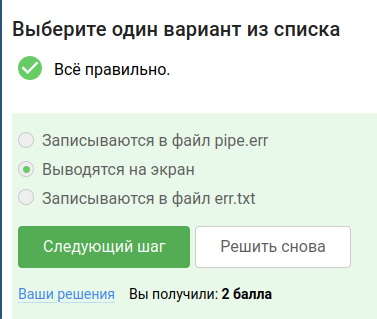 Выберите один вариант из списка
Всё правильно.
Записываются в файл pipe.err
Выводятся на экран
Записываются в файл err.txt
Следующий шаг Решить снова
Ваши решения Вы получили: 2 балла